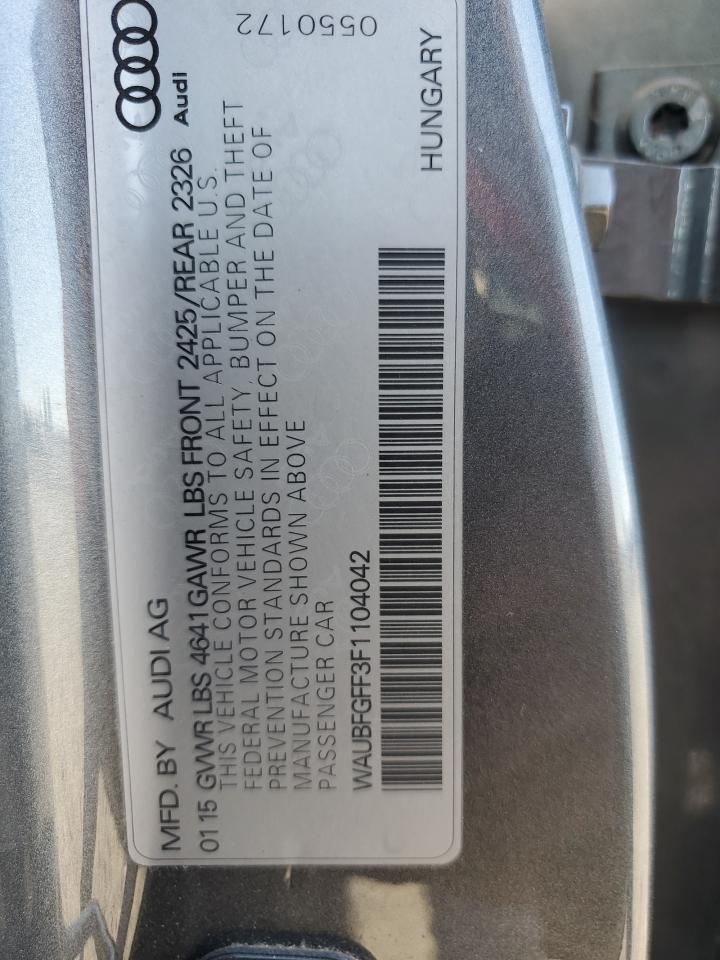 MFD. BY AUDI AG
Audi
01 15 GVWR LBS 4641 GAWR LBS FRONT 2425/REAR 2326
THIS VEHICLE CONFORMS TO ALL APPLICABLE U.S.
FEDERAL MOTOR VEHICLE SAFETY, BUMPER AND THEFT
PREVENTION STANDARDS IN EFFECT ON THE DATE OF
MANUFACTURE SHOWN ABOVE
PASSENGER CAR
WAUBFGFF3F1104042
HUNGARY
0550172